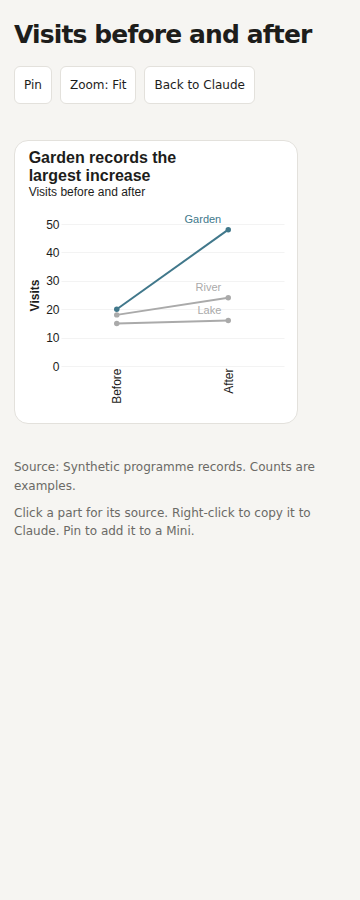 Visits before and after
Pin
Zoom: Fit
Back to Claude
Garden records the
largest increase
Visits before and after
Garden
50
40
River
30
Lake
20
10
0
Visits
Before
After
Source: Synthetic programme records. Counts are
examples.
Click a part for its source. Right-click to copy it to
Claude. Pin to add it to a Mini.